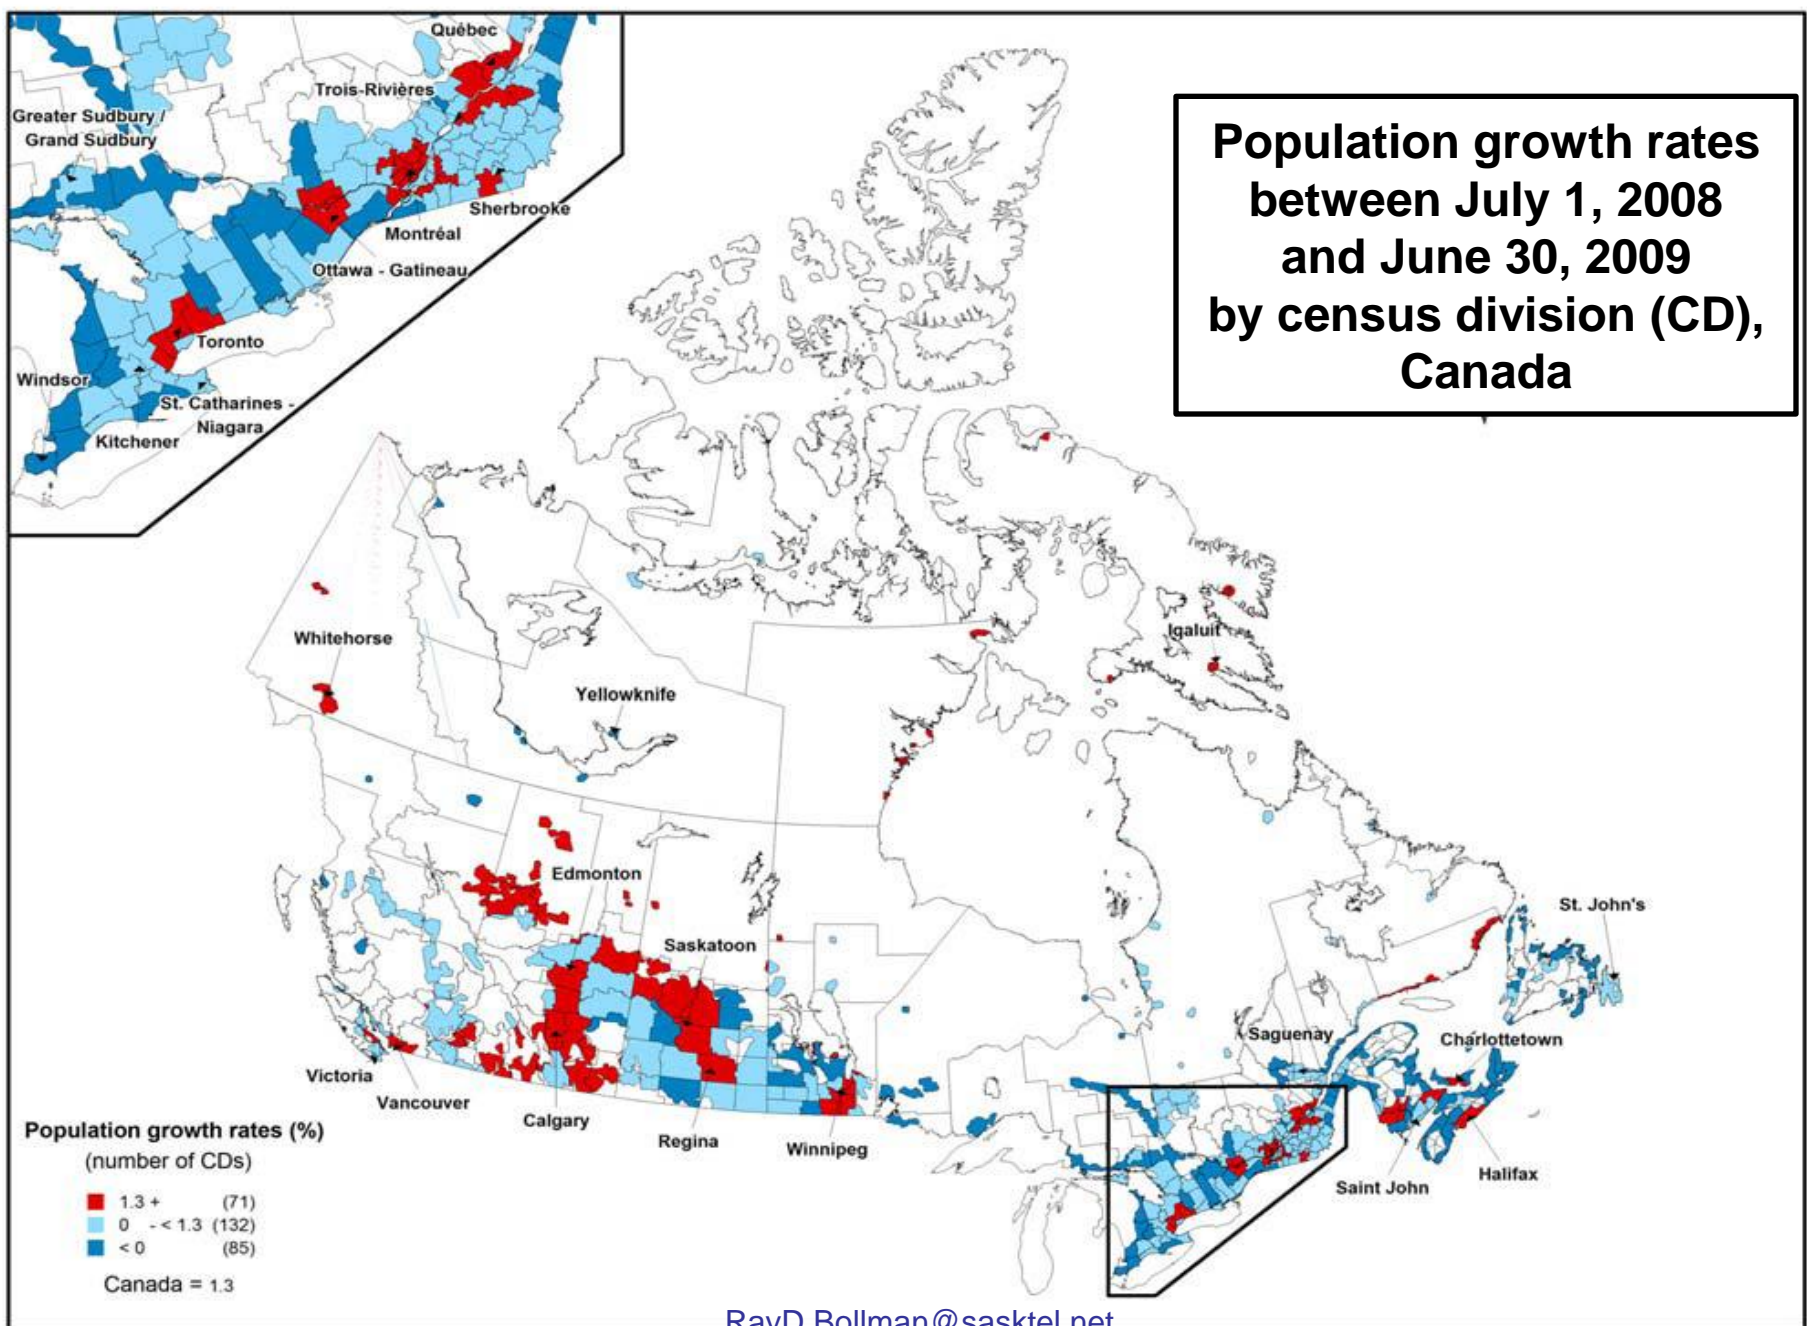 Population growth rates
between July 1, 2008
and June 30, 2009
by census division (CD),
Canada
Québec
Trois-Rivières
Greater Sudbury /
Grand Sudbury
Sherbrooke
Montréal
Ottawa - Gatineau
Toronto
Windsor
St. Catharines -
Niagara
Kitchener
Whitehorse
Yellowknife
Iqaluit
Edmonton
Saskatoon
St. John's
Saguenay
Charlottetown
Victoria
Vancouver
Calgary
Regina
Winnipeg
Saint John
Halifax
Population growth rates (%)
(number of CDs)
1.3 + (71)
0 - < 1.3 (132)
< 0 (85)
Canada = 1.3
RayD.Bollman@sasktel.net